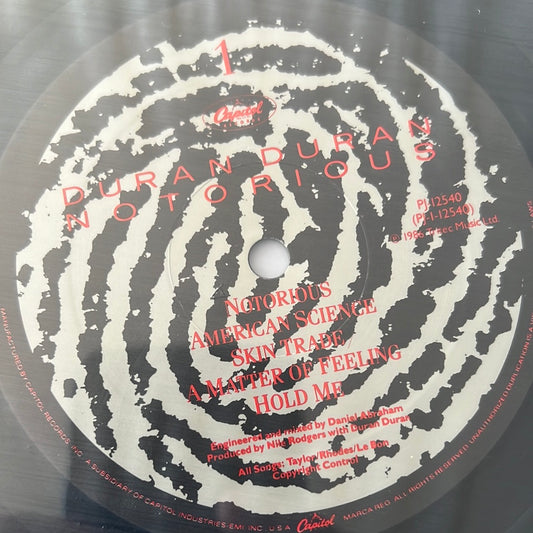 1
Capitol
DURAN DURAN
NOTORIOUS
PJ-12540
(PJ-1-12540)
℗ 1986 Tritec Music Ltd.
NOTORIOUS
AMERICAN SCIENCE
SKIN TRADE
A MATTER OF FEELING
HOLD ME
Engineered and mixed by Daniel Abraham
Produced by Nile Rodgers with Duran Duran
All Songs: Taylor/Rhodes/Le Bon
Copyright Control
MANUFACTURED BY CAPITOL RECORDS, INC., A SUBSIDIARY OF CAPITOL INDUSTRIES-EMI, INC., U.S.A. Capitol MARCA REG. ALL RIGHTS RESERVED. UNAUTHORIZED DUPLICATION IS A